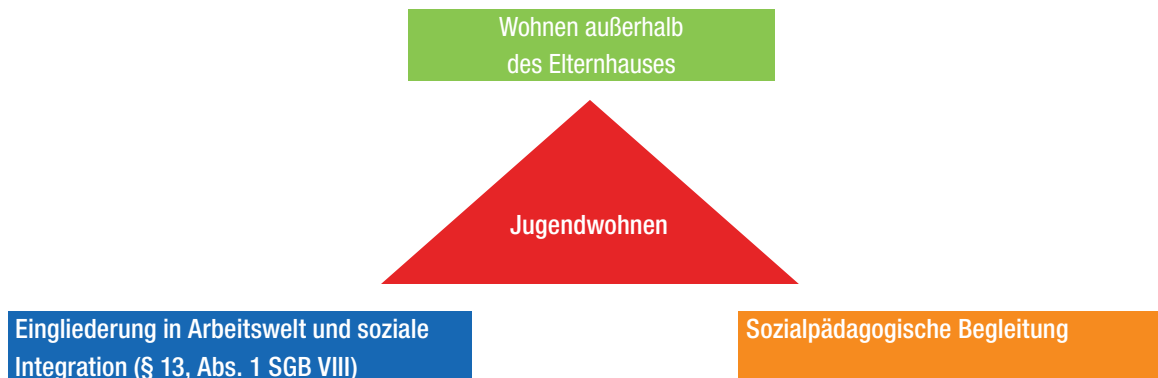 Wohnen außerhalb
des Elternhauses
Jugendwohnen
Eingliederung in Arbeitswelt und soziale
Integration (§ 13, Abs. 1 SGB VIII)
Sozialpädagogische Begleitung